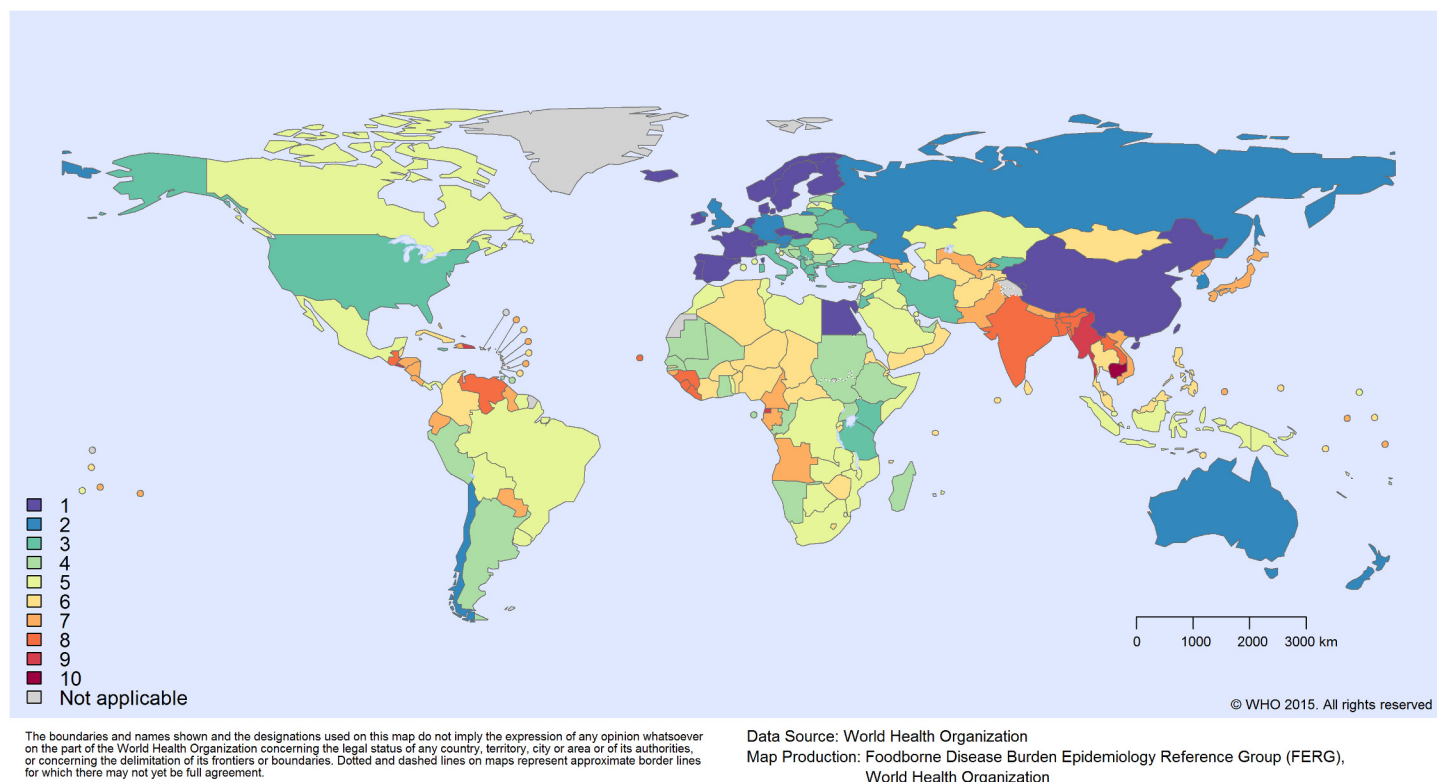 1
2
3
4
5
6
7
8
9
10
Not applicable
0 1000 2000 3000 km
© WHO 2015. All rights reserved
The boundaries and names shown and the designations used on this map do not imply the expression of any opinion whatsoever
on the part of the World Health Organization concerning the legal status of any country, territory, city or area or of its authorities,
or concerning the delimitation of its frontiers or boundaries. Dotted and dashed lines on maps represent approximate border lines
for which there may not yet be full agreement.
Data Source: World Health Organization
Map Production: Foodborne Disease Burden Epidemiology Reference Group (FERG),
World Health Organization